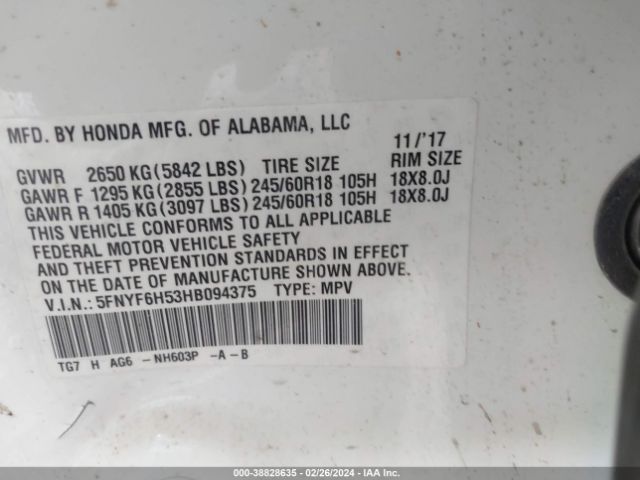 MFD. BY HONDA MFG. OF ALABAMA, LLC 11/'17
GVWR 2650 KG(5842 LBS) TIRE SIZE RIM SIZE
GAWR F 1295 KG(2855 LBS) 245/60R18 105H 18X8.0J
GAWR R 1405 KG(3097 LBS) 245/60R18 105H 18X8.0J
THIS VEHICLE CONFORMS TO ALL APPLICABLE
FEDERAL MOTOR VEHICLE SAFETY
AND THEFT PREVENTION STANDARDS IN EFFECT
ON THE DATE OF MANUFACTURE SHOWN ABOVE.
V.I.N.: 5FNYF6H53HB094375 TYPE: MPV
TG7 H AG6 -NH603P -A-B
000-38828635 - 02/26/2024 - IAA Inc.